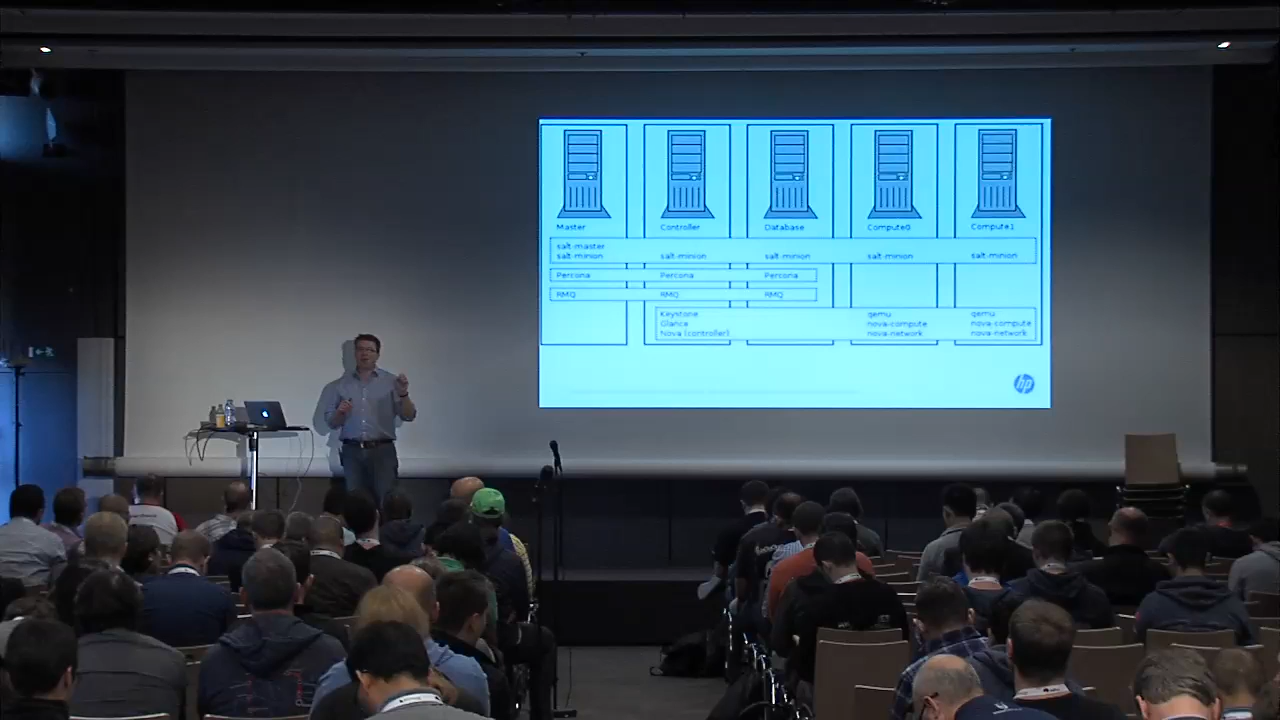 Master Controller Database Compute0 Compute1
salt-master
salt-minion salt-minion salt-minion salt-minion salt-minion
Percona Percona Percona
RMQ RMQ RMQ
Keystone qemu qemu
Glance nova-compute nova-compute
Nova (controller) nova-network nova-network
hp